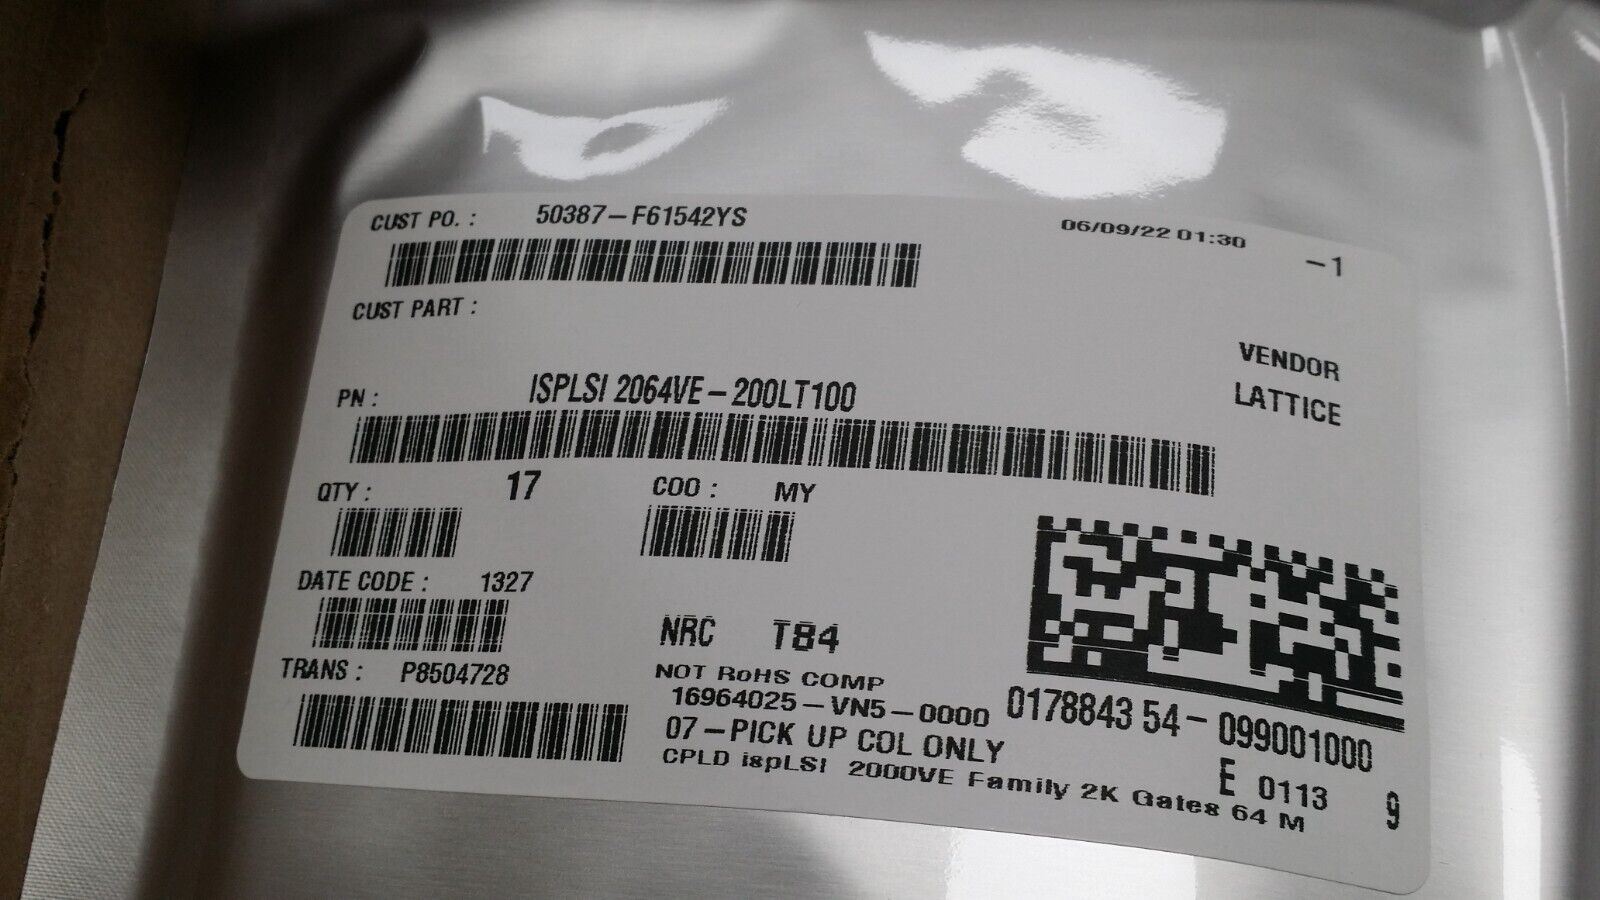 CUST PO. : 50387-F61542YS 06/09/22 01:30
-1
CUST PART :
VENDOR
PN : ISPLSI 2064VE-200LT100 LATTICE
QTY : 17 COO : MY
DATE CODE : 1327
NRC T84
TRANS : P8504728 NOT RoHS COMP
16964025-VN5-0000 017884354-099001000
07-PICK UP COL ONLY E 0113 9
CPLD ispLSI 2000VE Family 2K Gates 64 M